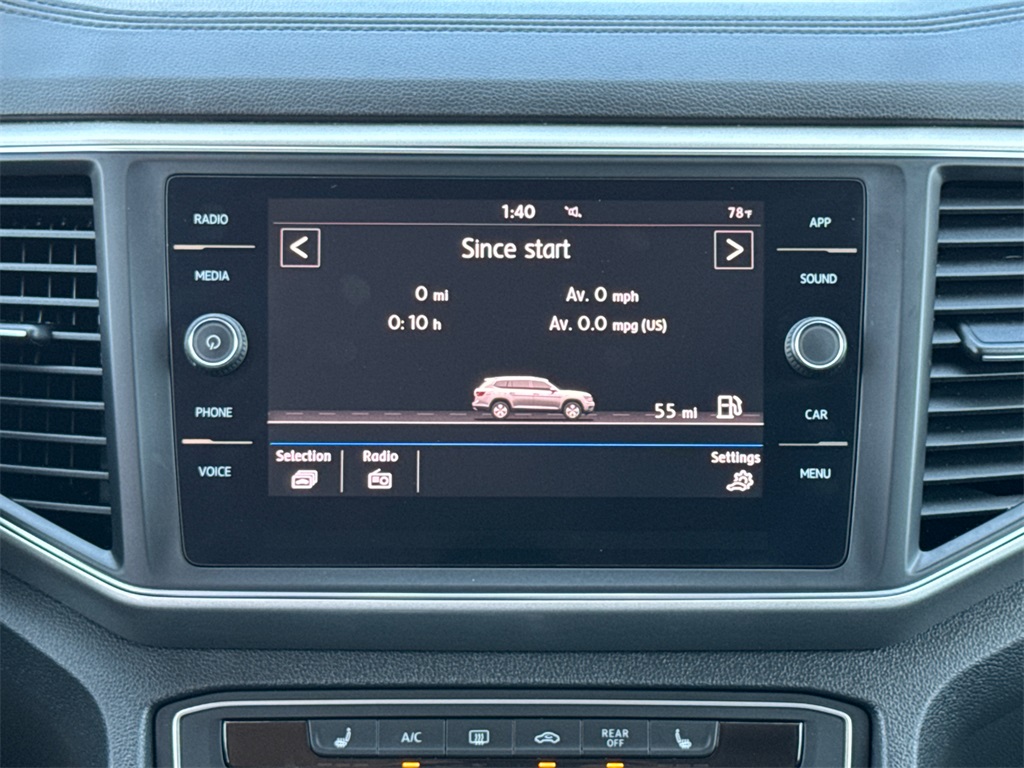 1:40 78°F
RADIO
APP
< Since start >
MEDIA
SOUND
0 mi Av. 0 mph
0:10 h Av. 0.0 mpg (US)
PHONE
55 mi
CAR
Selection Radio Settings
VOICE
MENU
A/C
REAR
OFF